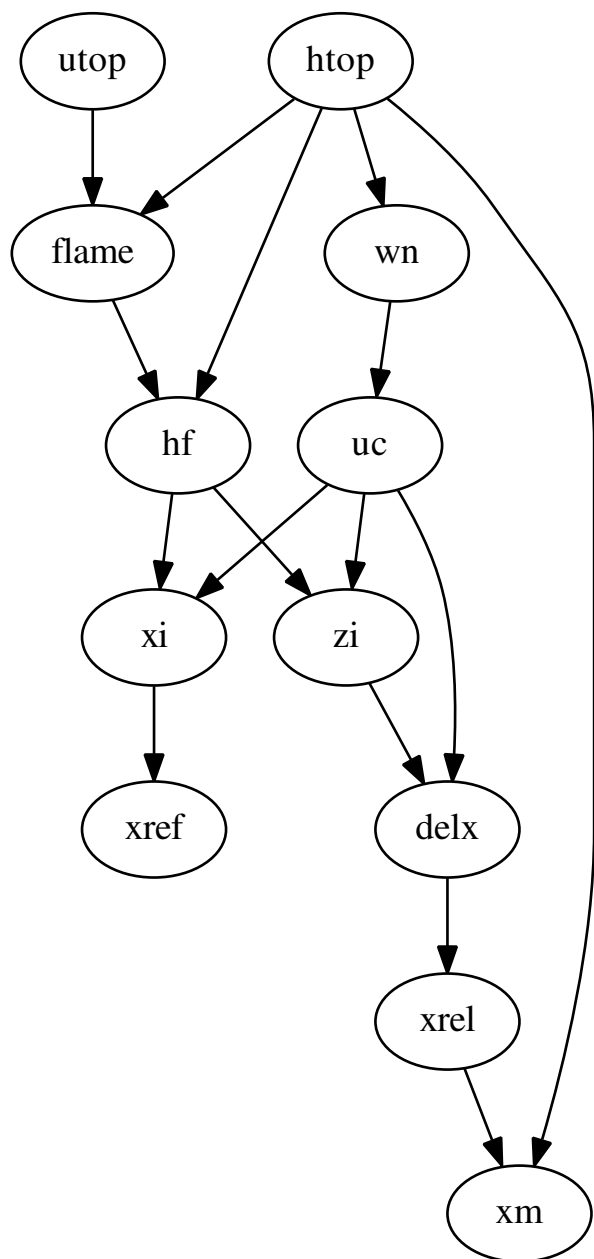 utop
htop
flame
wn
hf
uc
xi
zi
xref
delx
xrel
xm